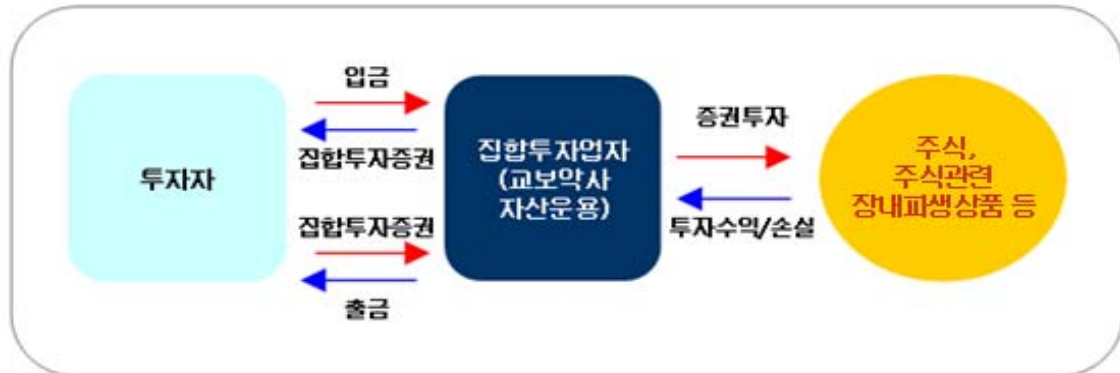 투자자
입금
집합투자증권
집합투자증권
출금
집합투자업자
(교보악사
자산운용)
증권투자
투자수익/손실
주식,
주식관련
장내파생상품 등